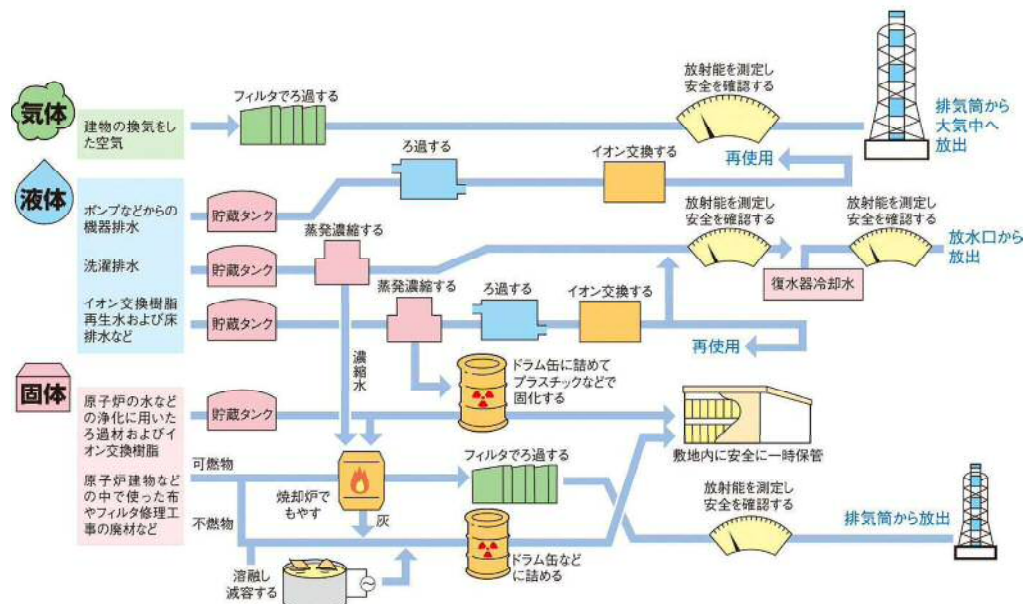 気体
建物の換気をし
た空気
フィルタでろ過する
放射能を測定し
安全を確認する
排気筒から
大気中へ
放出
液体
ポンプなどからの
機器排水
貯蔵タンク
ろ過する
イオン交換する
再使用
洗濯排水
貯蔵タンク
蒸発濃縮する
放射能を測定し
安全を確認する
放射能を測定し
安全を確認する
復水器冷却水
放水口から
放出
イオン交換樹脂
再生水および床
排水など
貯蔵タンク
蒸発濃縮する
ろ過する
イオン交換する
再使用
濃縮水
ドラム缶に詰めて
プラスチックなどで
固化する
固体
原子炉の水など
の浄化に用いた
ろ過材およびイ
オン交換樹脂
貯蔵タンク
敷地内に安全に一時保管
原子炉建物など
の中で使った布
やフィルタ修理工
事の廃材など
可燃物
不燃物
焼却炉で
もやす
灰
フィルタでろ過する
放射能を測定し
安全を確認する
排気筒から放出
溶融し
減容する
ドラム缶など
に詰める